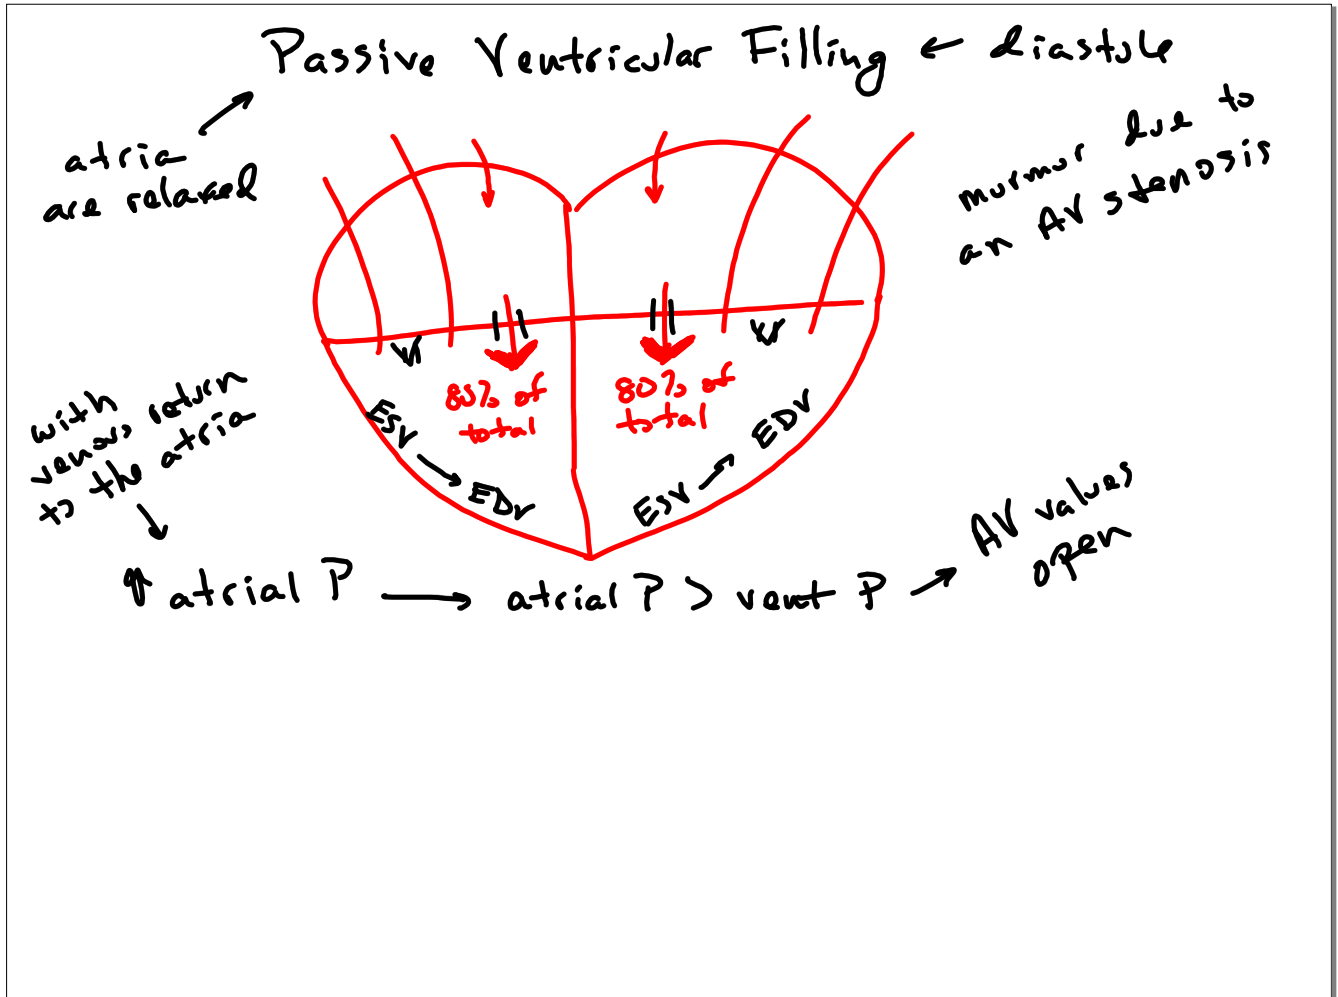 Passive Ventricular Filling ← diastole
atria
are relaxed
murmur due to
an AV stenosis
80% of
total
80% of
total
ESV → EDV
ESV → EDV
with
venous return
to the atria
↑ atrial P → atrial P > vent P → AV valves
open